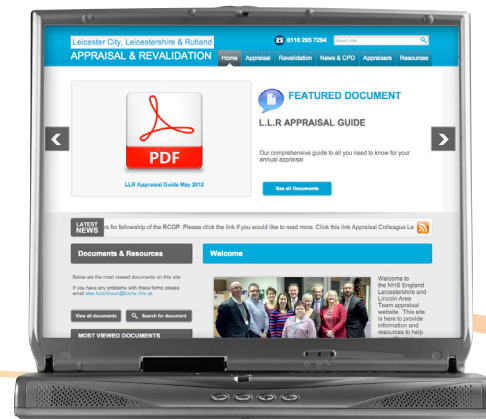 Leicester City, Leicestershire & Rutland
0116 295 7294
Search site
APPRAISAL & REVALIDATION
Home Appraisal Revalidation News & CPD Appraisers Resources
FEATURED DOCUMENT
L.L.R APPRAISAL GUIDE
PDF
Our comprehensive guide to all you need to know for your
annual appraisal
LLR Appraisal Guide May 2012
See all Documents
LATEST
NEWS
rs for fellowship of the RCGP. Please click the link if you would like to read more. Click this link Appraisal Colleague Le
Documents & Resources
Welcome
Below are the most viewed documents on this site
If you have any problems with these forms please
email
View all documents
Search for document
MOST VIEWED DOCUMENTS
Welcome to
the NHS England
Leicestershire and
Lincoln Area
Team appraisal
website. This site
is here to provide
information and
resources to help